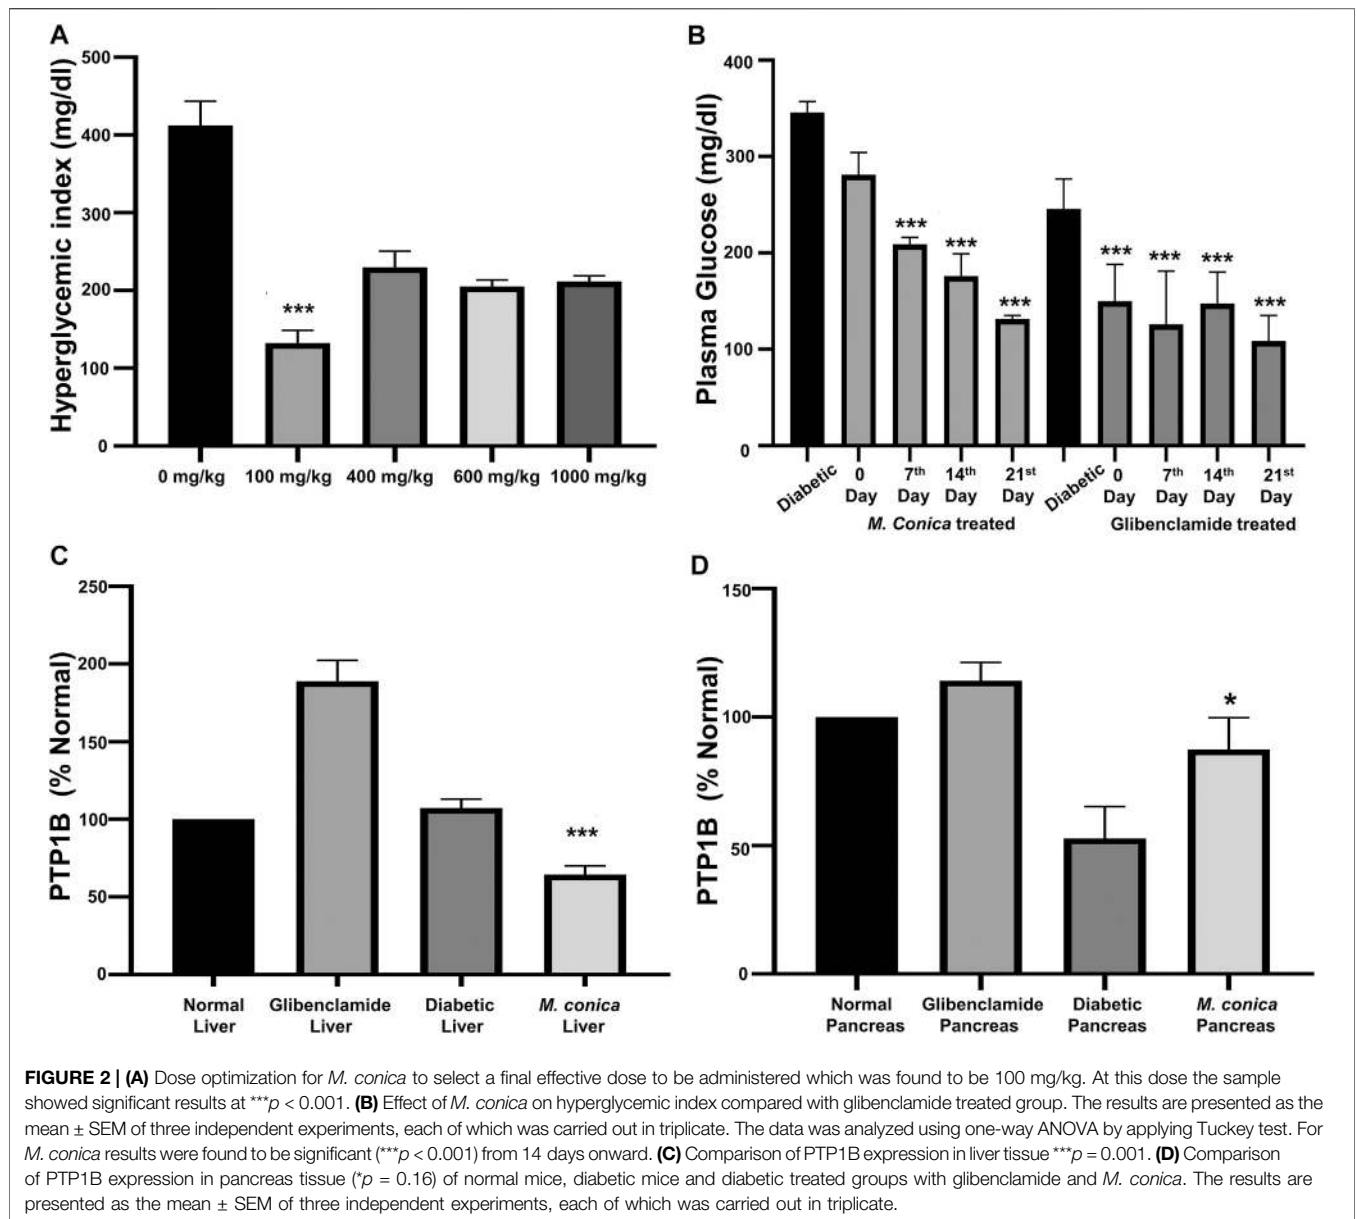 A
Hyperglycemic index (mg/dl)
500
400
300
200
100
0
***
0 mg/kg 100 mg/kg 400 mg/kg 600 mg/kg 1000 mg/kg
B
Plasma Glucose (mg/dl)
400
300
200
100
0
*** *** *** *** *** *** ***
Diabetic 0 7th 14th 21st Diabetic 0 7th 14th 21st
Day Day Day Day Day Day Day Day
M. Conica treated Glibenclamide treated
C
PTP1B (% Normal)
250
200
150
100
50
0
***
Normal Glibenclamide Diabetic M. conica
Liver Liver Liver Liver
D
PTP1B (% Normal)
150
100
50
0
*
Normal Glibenclamide Diabetic M. conica
Pancreas Pancreas Pancreas Pancreas
FIGURE 2 | (A) Dose optimization for M. conica to select a final effective dose to be administered which was found to be 100 mg/kg. At this dose the sample
showed significant results at ***p < 0.001. (B) Effect of M. conica on hyperglycemic index compared with glibenclamide treated group. The results are presented as the
mean ± SEM of three independent experiments, each of which was carried out in triplicate. The data was analyzed using one-way ANOVA by applying Tuckey test. For
M. conica results were found to be significant (***p < 0.001) from 14 days onward. (C) Comparison of PTP1B expression in liver tissue ***p = 0.001. (D) Comparison
of PTP1B expression in pancreas tissue (*p = 0.16) of normal mice, diabetic mice and diabetic treated groups with glibenclamide and M. conica. The results are
presented as the mean ± SEM of three independent experiments, each of which was carried out in triplicate.